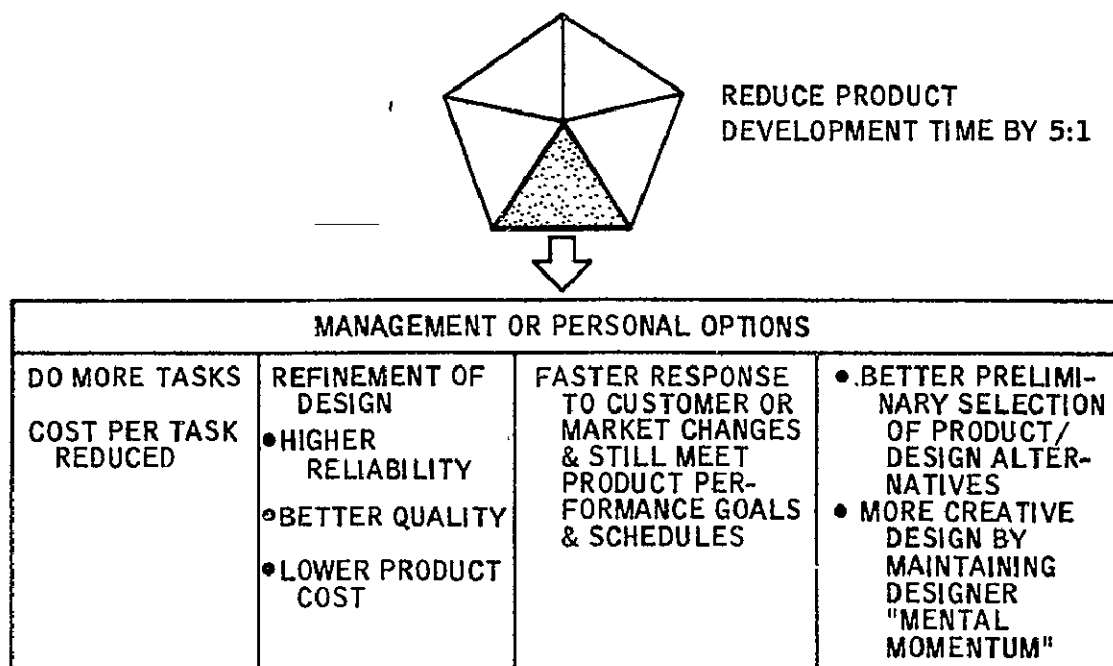 REDUCE PRODUCT
DEVELOPMENT TIME BY 5:1
MANAGEMENT OR PERSONAL OPTIONS
DO MORE TASKS
COST PER TASK
REDUCED
REFINEMENT OF
DESIGN
•HIGHER
RELIABILITY
•BETTER QUALITY
•LOWER PRODUCT
COST
FASTER RESPONSE
TO CUSTOMER OR
MARKET CHANGES
& STILL MEET
PRODUCT PER-
FORMANCE GOALS
& SCHEDULES
• .BETTER PRELIMI-
NARY SELECTION
OF PRODUCT/
DESIGN ALTER-
NATIVES
• MORE CREATIVE
DESIGN BY
MAINTAINING
DESIGNER
"MENTAL
MOMENTUM"